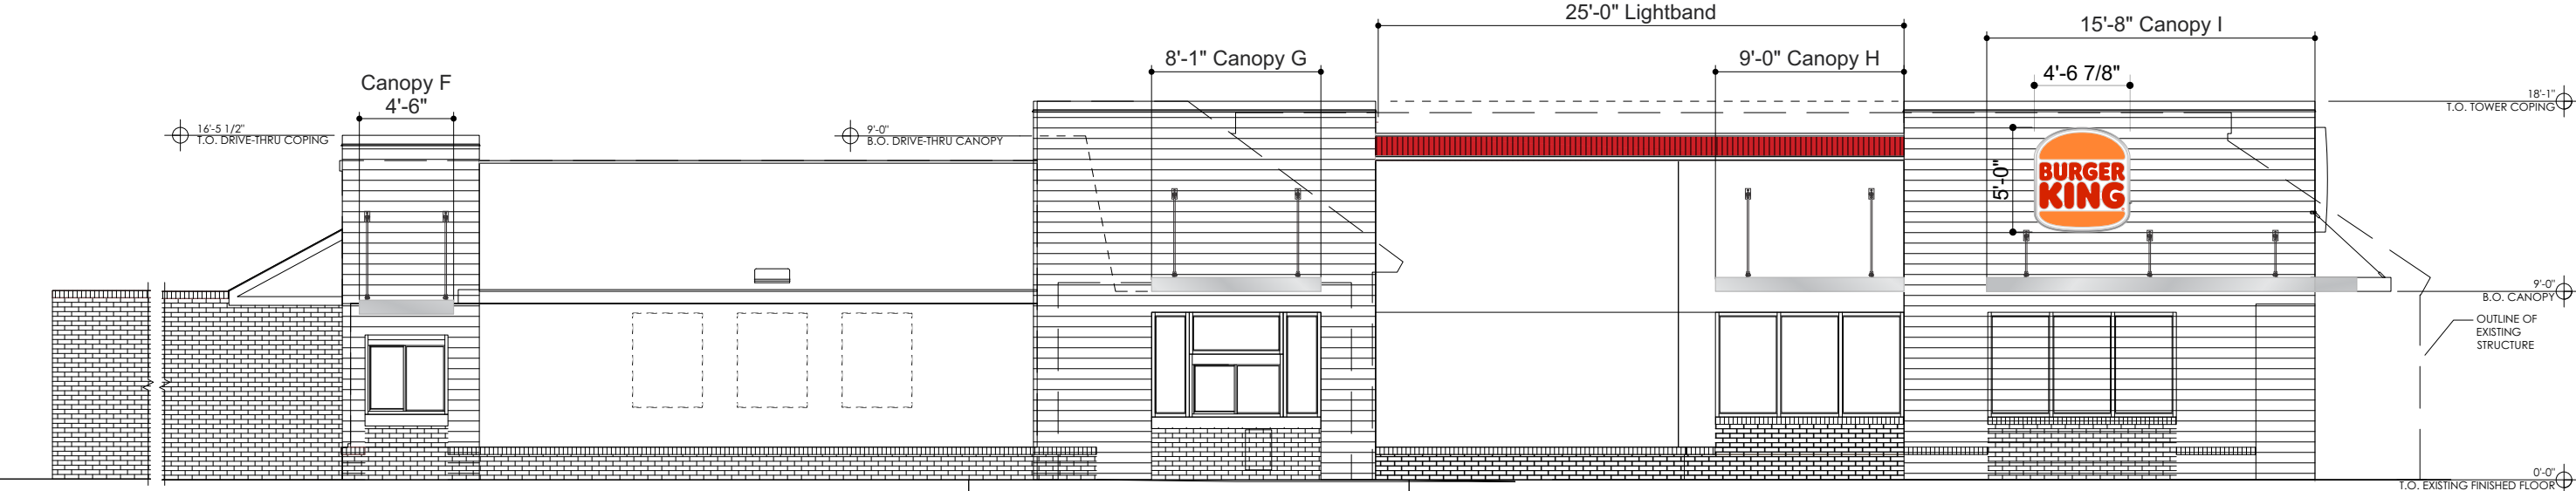 25'-0" Lightband
15'-8" Canopy I
8'-1" Canopy G
9'-0" Canopy H
4'-6 7/8"
Canopy F
4'-6"
18'-1"
T.O. TOWER COPING
16'-5 1/2"
T.O. DRIVE-THRU COPING
9'-0"
B.O. DRIVE-THRU CANOPY
5'-0"
BURGER
KING
9'-0"
B.O. CANOPY
OUTLINE OF
EXISTING
STRUCTURE
0'-0"
T.O. EXISTING FINISHED FLOOR